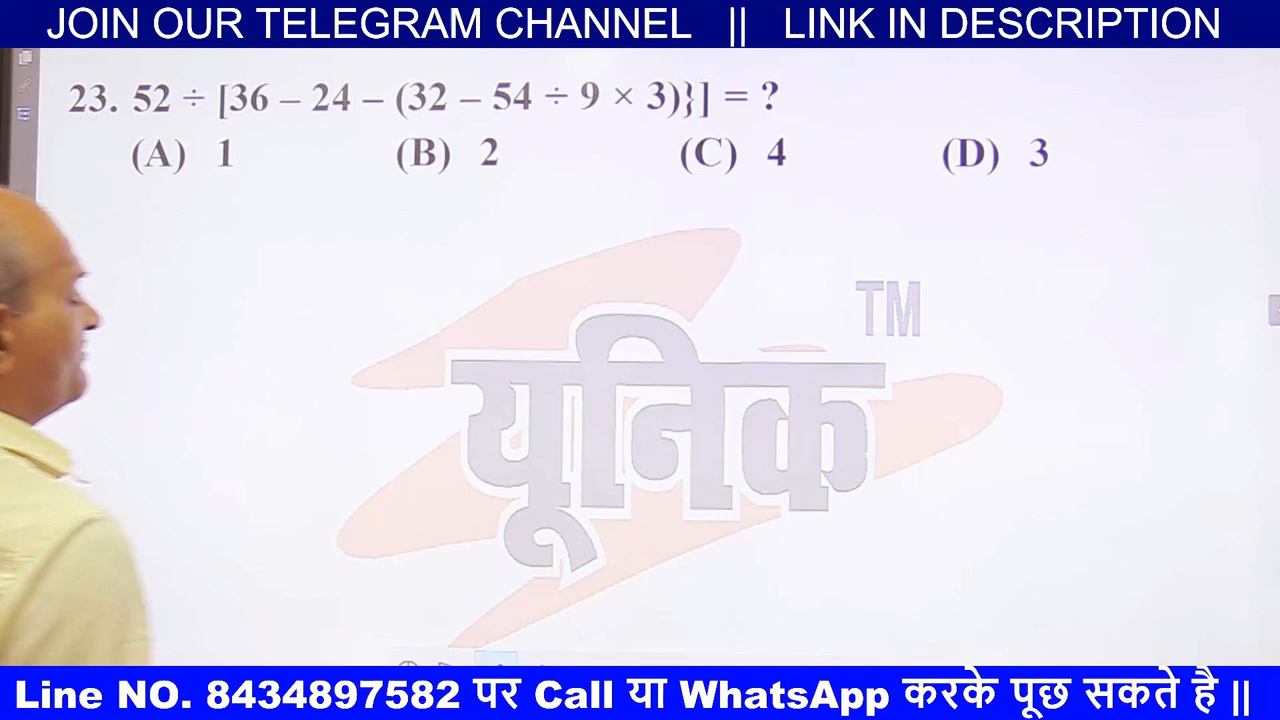 JOIN OUR TELEGRAM CHANNEL || LINK IN DESCRIPTION
23. 52 ÷ [36 – 24 – (32 – 54 ÷ 9 × 3)}] = ?
(A) 1 (B) 2 (C) 4 (D) 3
TM
यूनिक
Line NO. 8434897582 पर Call या WhatsApp करके पूछ सकते है ||